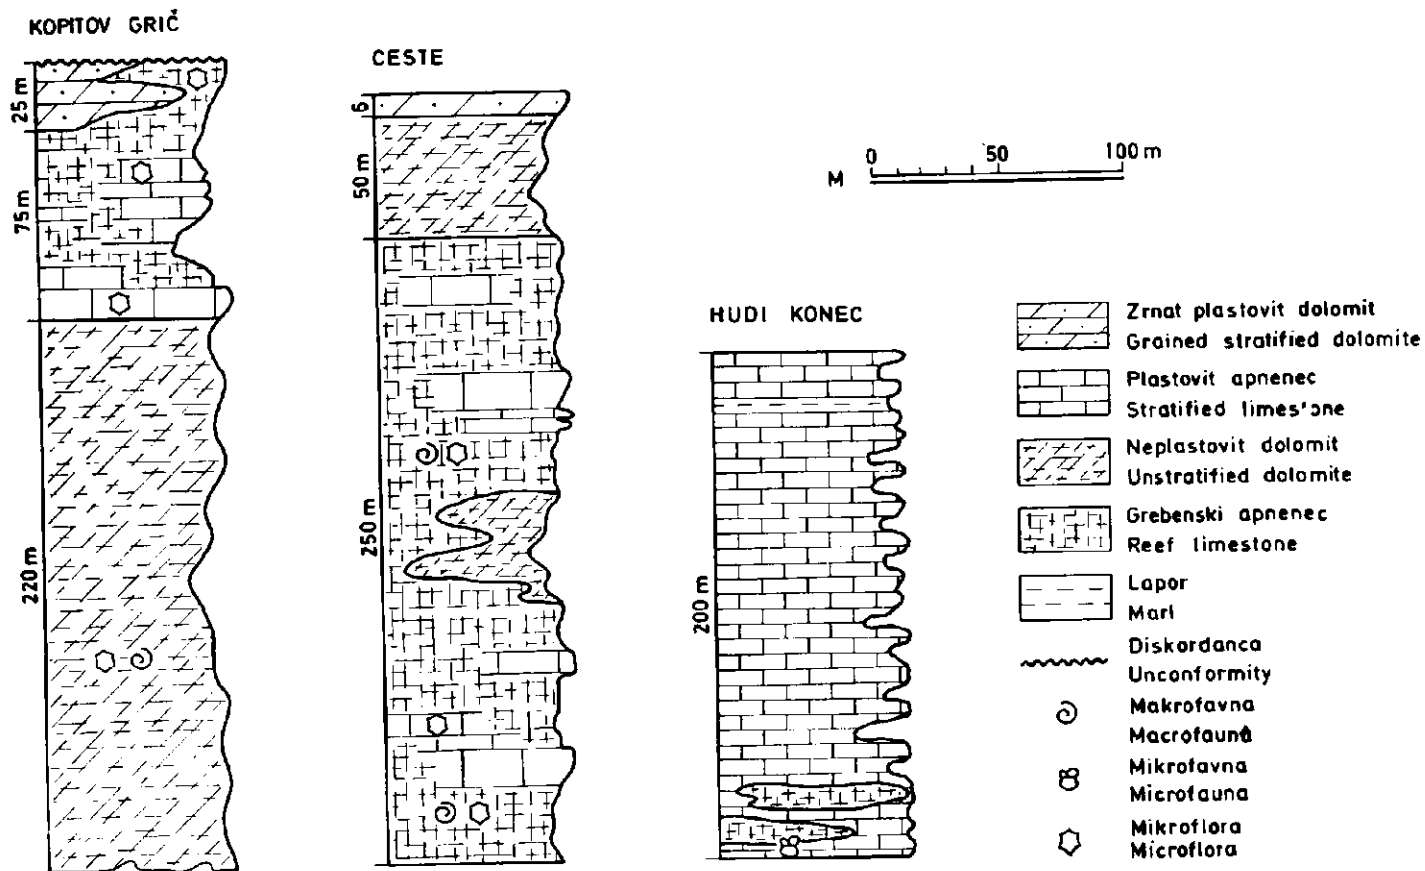 KOPITOV GRIČ
25 m
75 m
220 m
CESTE
6
50 m
250 m
HUDI KONEC
200 m
0 50 100 m
M
Zrnat plastovit dolomit
Grained stratified dolomite
Plastovit apnenec
Stratified limes'one
Neplastovit dolomit
Unstratified dolomite
Grebenski apnenec
Reef limestone
Lapor
Marl
Diskordanca
Unconformity
Makrofavna
Macrofauna
Mikrofavna
Microfauna
Mikroflora
Microflora